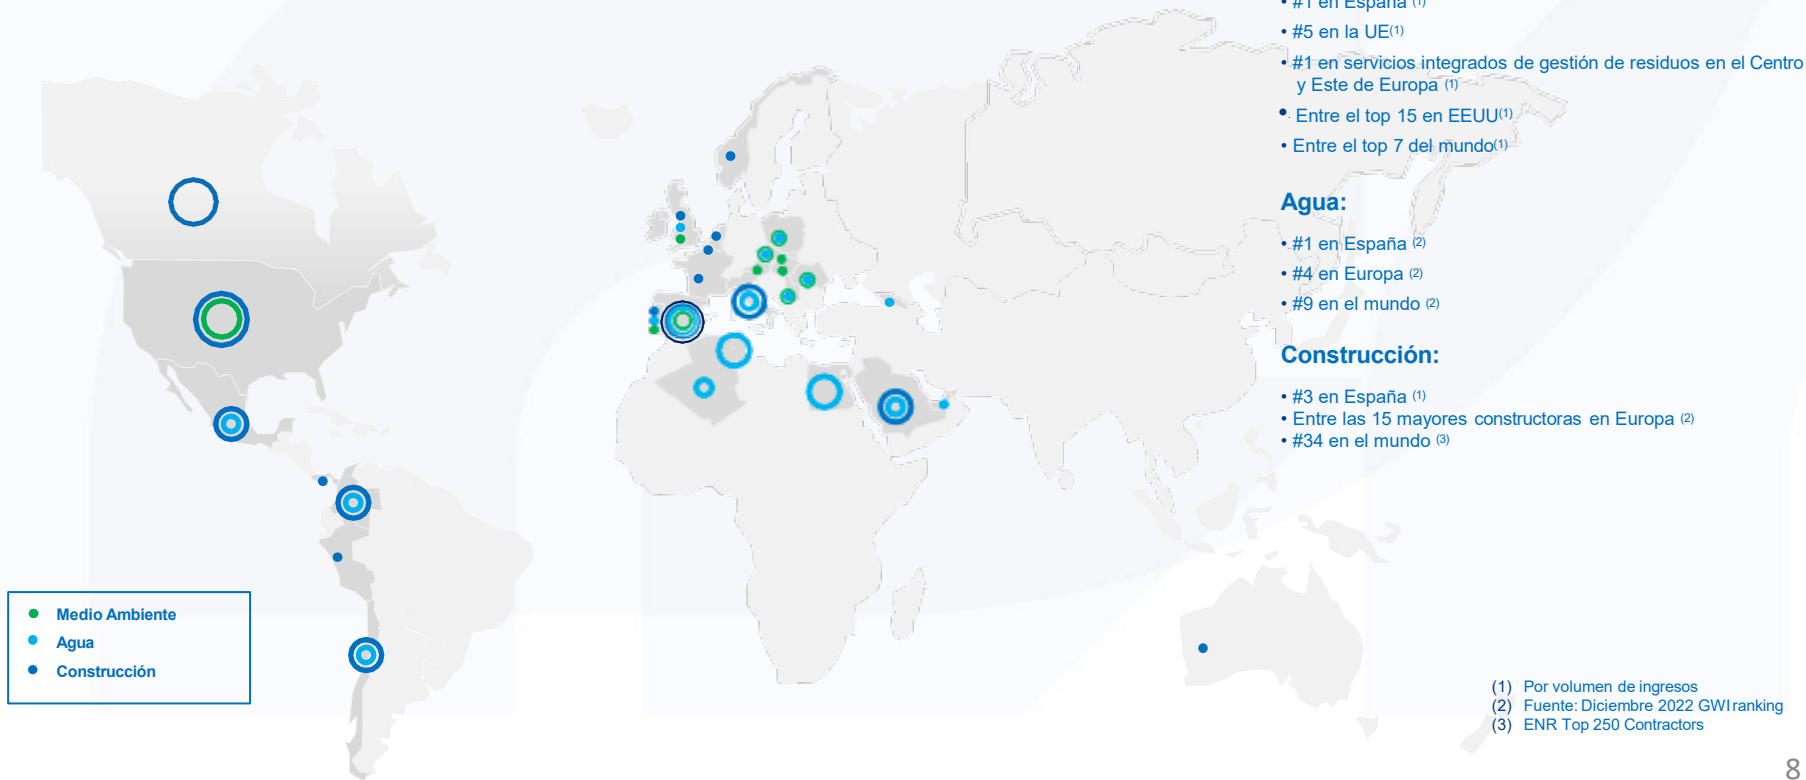 • #1 en España (1)
• #5 en la UE(1)
• #1 en servicios integrados de gestión de residuos en el Centro
y Este de Europa (1)
•. Entre el top 15 en EEUU(1)
• Entre el top 7 del mundo(1)
Agua:
• #1 en España (2)
• #4 en Europa (2)
• #9 en el mundo (2)
Construcción:
• #3 en España (1)
• Entre las 15 mayores constructoras en Europa (2)
• #34 en el mundo (3)
• Medio Ambiente
• Agua
• Construcción
(1) Por volumen de ingresos
(2) Fuente: Diciembre 2022 GWI ranking
(3) ENR Top 250 Contractors
8